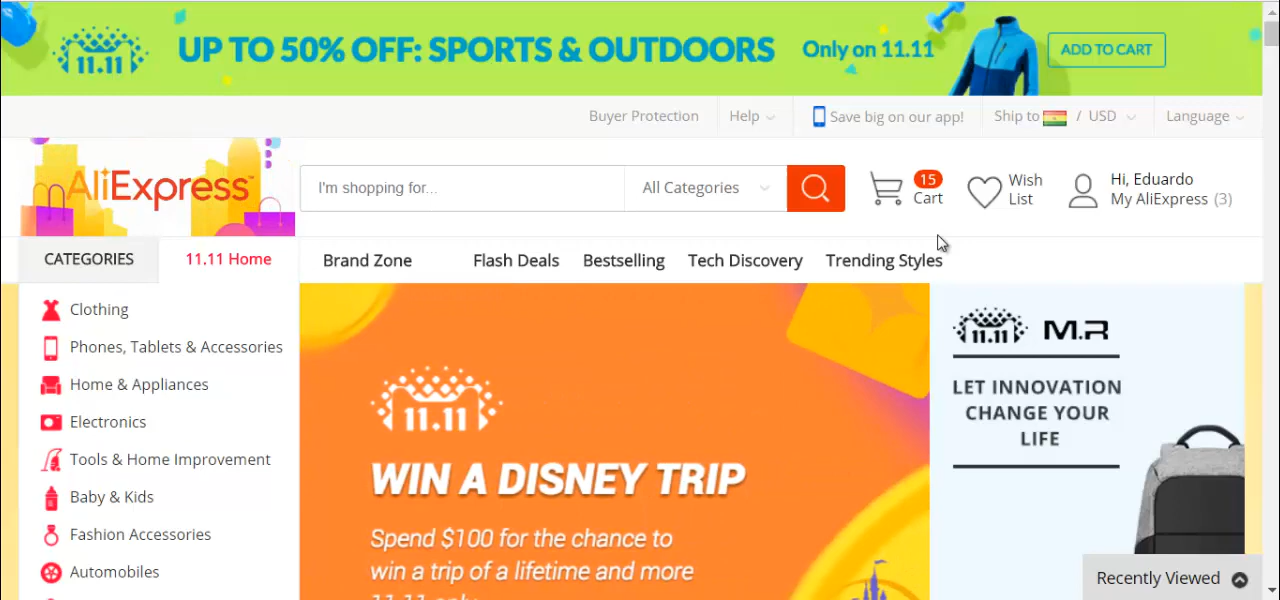 11.11
UP TO 50% OFF: SPORTS & OUTDOORS
Only on 11.11
ADD TO CART
Buyer Protection
Help
Save big on our app!
Ship to / USD
Language
AliExpress™
I'm shopping for...
All Categories
15
Cart
Wish
List
Hi, Eduardo
My AliExpress (3)
CATEGORIES
11.11 Home
Brand Zone
Flash Deals
Bestselling
Tech Discovery
Trending Styles
Clothing
Phones, Tablets & Accessories
Home & Appliances
Electronics
Tools & Home Improvement
Baby & Kids
Fashion Accessories
Automobiles
11.11
WIN A DISNEY TRIP
Spend $100 for the chance to
win a trip of a lifetime and more
11.11 only
11.11 M.R
LET INNOVATION
CHANGE YOUR
LIFE
Recently Viewed